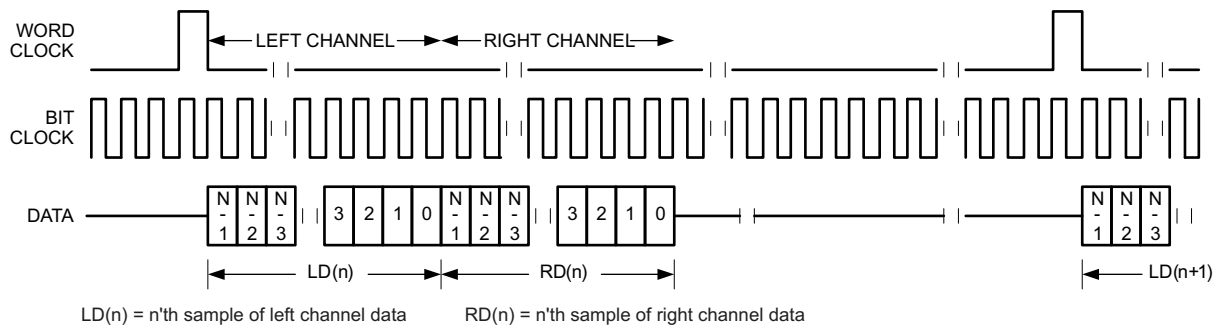 WORD
CLOCK
LEFT CHANNEL
RIGHT CHANNEL
BIT
CLOCK
DATA
N-1 N-2 N-3 3 2 1 0 N-1 N-2 N-3 3 2 1 0 N-1 N-2 N-3
LD(n) RD(n) LD(n+1)
LD(n) = n'th sample of left channel data RD(n) = n'th sample of right channel data